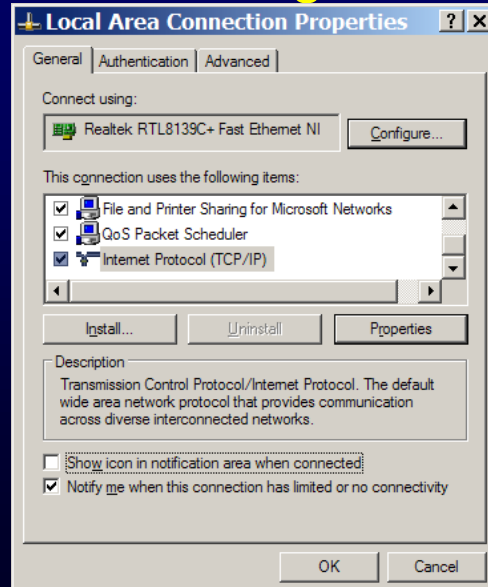 Local Area Connection Properties
General Authentication Advanced
Connect using:
Realtek RTL8139C+ Fast Ethernet NI Configure...
This connection uses the following items:
File and Printer Sharing for Microsoft Networks
QoS Packet Scheduler
Internet Protocol (TCP/IP)
Install... Uninstall Properties
Description
Transmission Control Protocol/Internet Protocol. The default
wide area network protocol that provides communication
across diverse interconnected networks.
Show icon in notification area when connected
Notify me when this connection has limited or no connectivity
OK Cancel